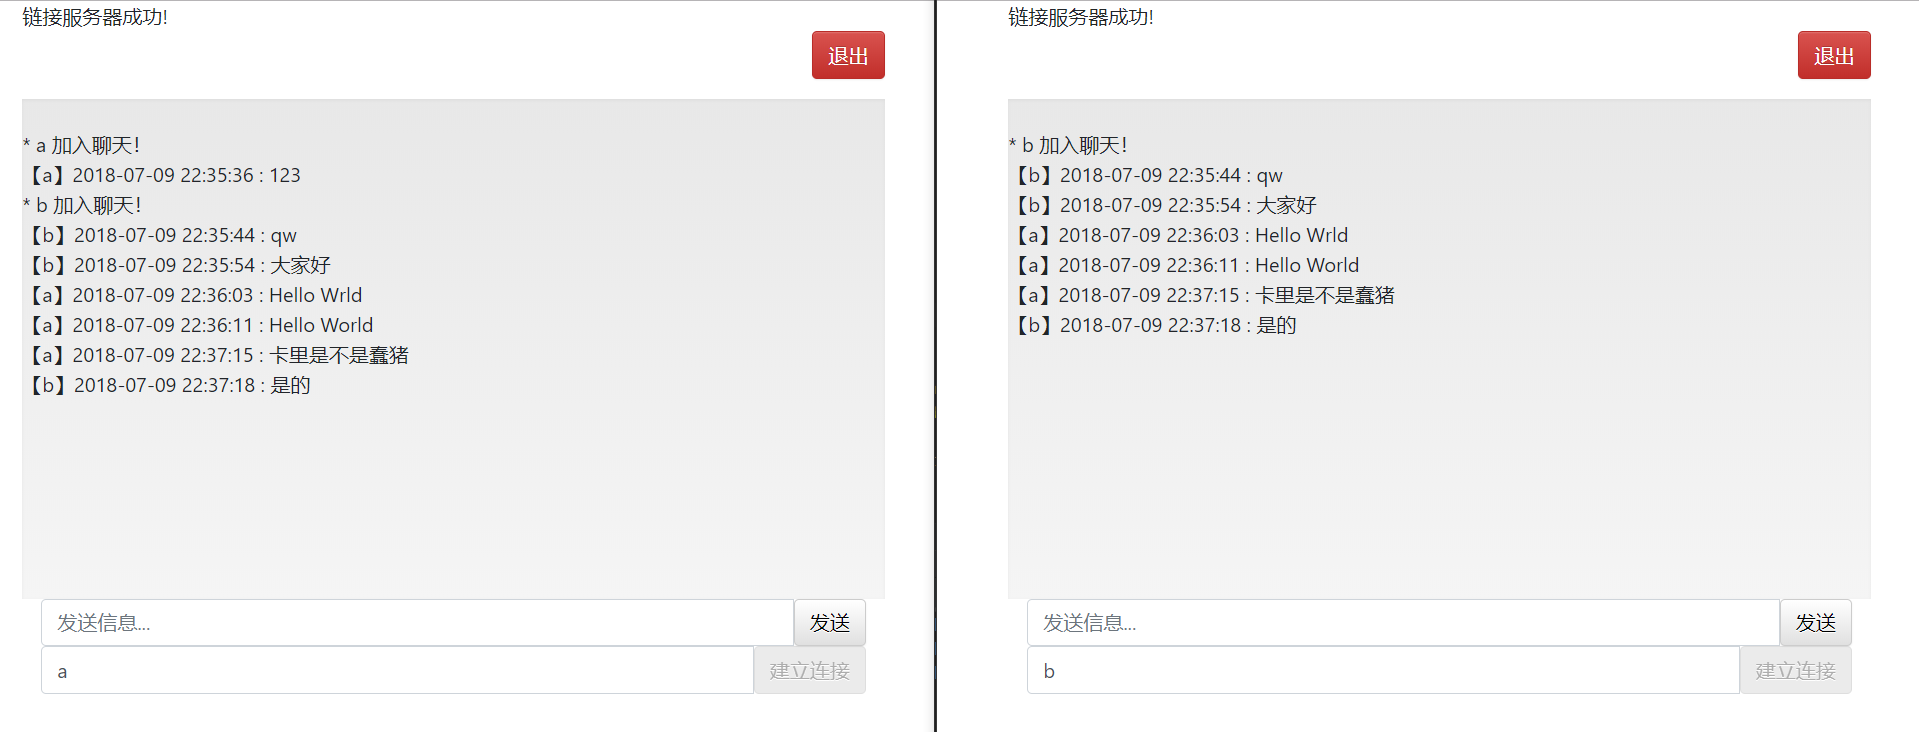 链接服务器成功!
退出
* a 加入聊天！
【a】2018-07-09 22:35:36 : 123
* b 加入聊天！
【b】2018-07-09 22:35:44 : qw
【b】2018-07-09 22:35:54 : 大家好
【a】2018-07-09 22:36:03 : Hello Wrld
【a】2018-07-09 22:36:11 : Hello World
【a】2018-07-09 22:37:15 : 卡里是不是蠢猪
【b】2018-07-09 22:37:18 : 是的
发送信息...
发送
a
建立连接
链接服务器成功!
退出
* b 加入聊天！
【b】2018-07-09 22:35:44 : qw
【b】2018-07-09 22:35:54 : 大家好
【a】2018-07-09 22:36:03 : Hello Wrld
【a】2018-07-09 22:36:11 : Hello World
【a】2018-07-09 22:37:15 : 卡里是不是蠢猪
【b】2018-07-09 22:37:18 : 是的
发送信息...
发送
b
建立连接